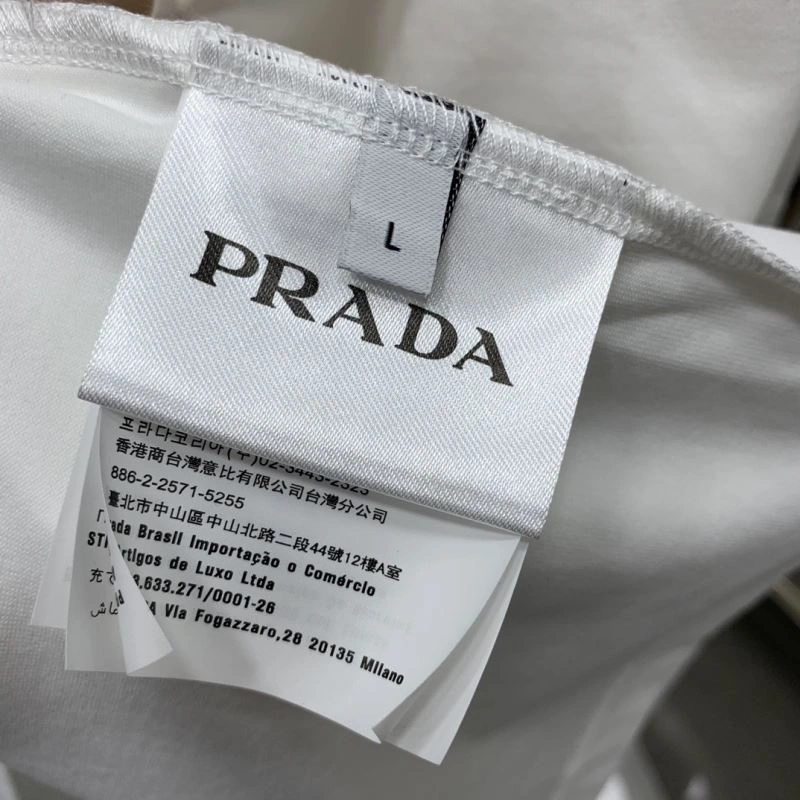 L
PRADA
프라다코리아(주)02-3443-2323
香港商台灣意比有限公司台灣分公司
886-2-2571-5255
臺北市中山區中山北路二段44號12樓A室
ada Brasil Importação o Comércio
rtigos de Luxo Ltda
.633.271/0001-26
A Via Fogazzaro,28 20135 Milano
充